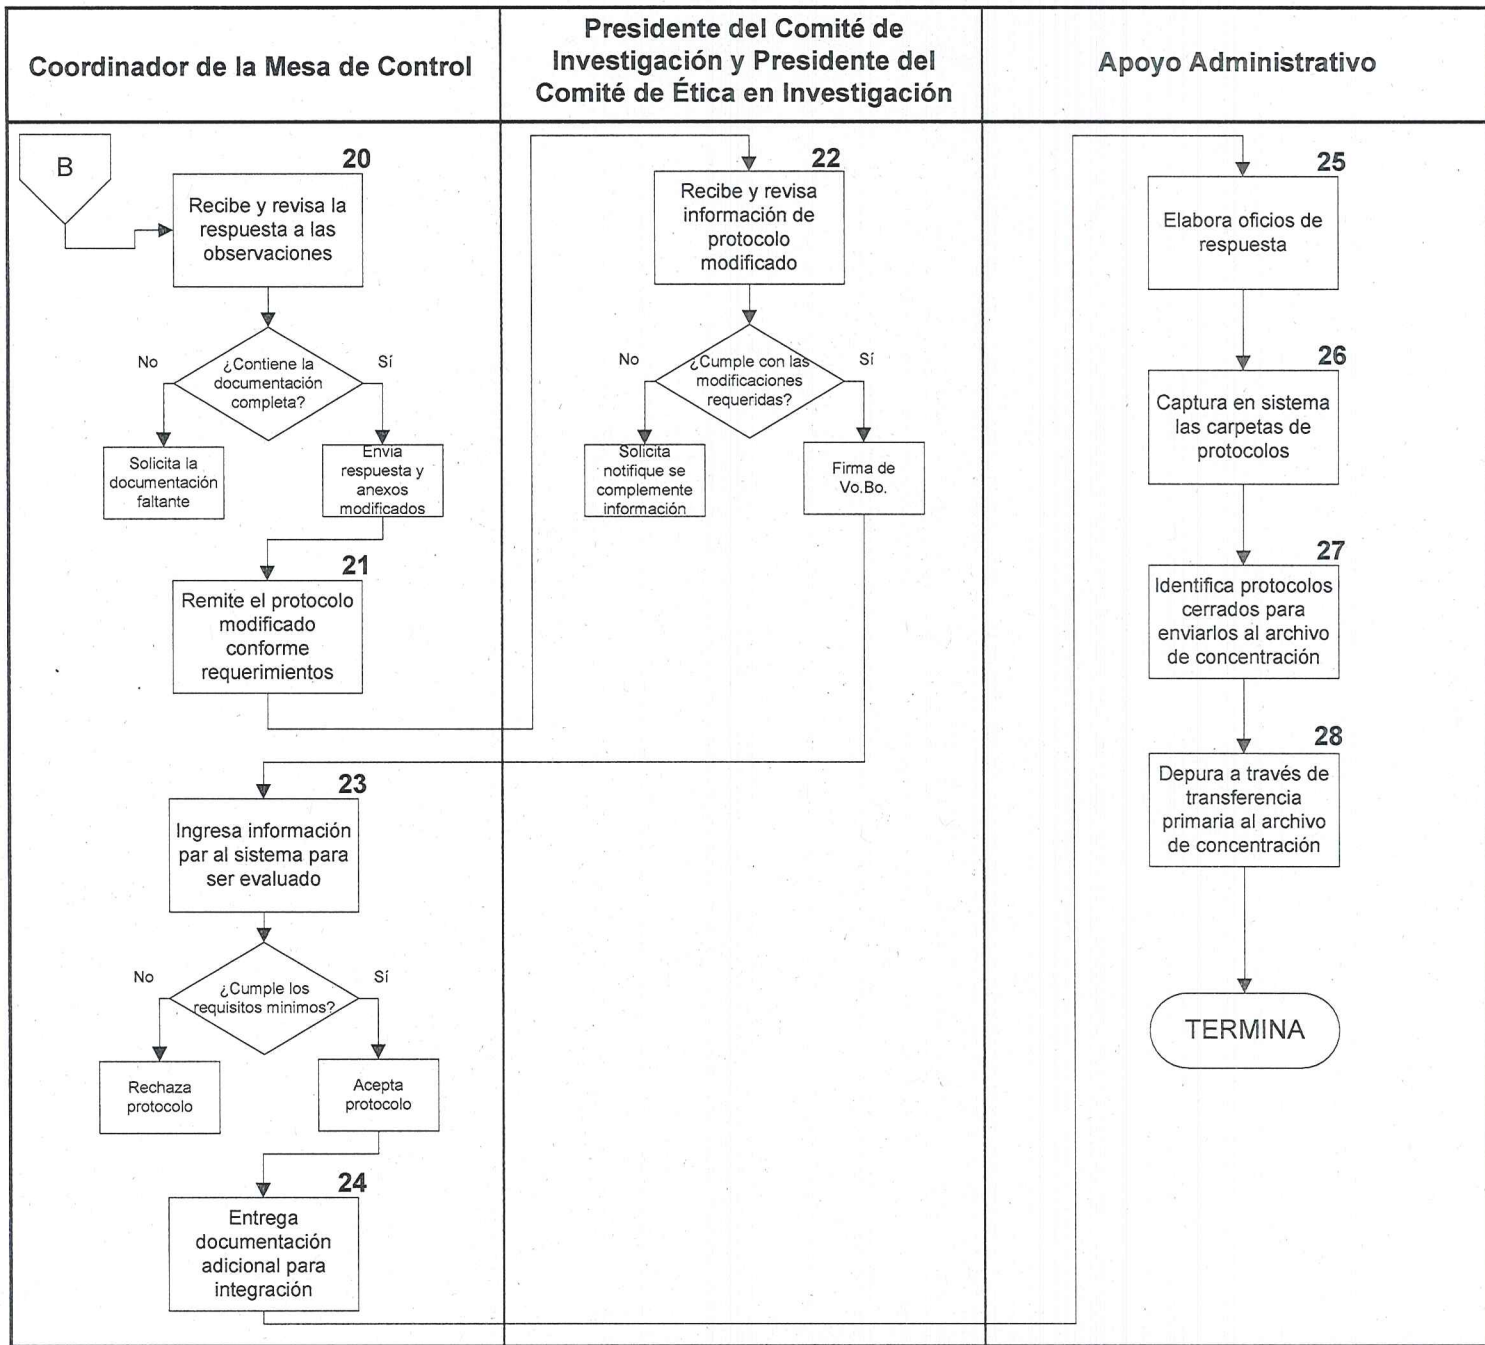 Coordinador de la Mesa de Control
Presidente del Comité de
Investigación y Presidente del
Comité de Ética en Investigación
Apoyo Administrativo
B
20
Recibe y revisa la
respuesta a las
observaciones
¿Contiene la
documentación
completa?
No
Sí
Solicita la
documentación
faltante
Envia
respuesta y
anexos
modificados
21
Remite el protocolo
modificado
conforme
requerimientos
22
Recibe y revisa
información de
protocolo
modificado
¿Cumple con las
modificaciones
requeridas?
No
Sí
Solicita
notifique se
complemente
información
Firma de
Vo.Bo.
23
Ingresa información
par al sistema para
ser evaluado
¿Cumple los
requisitos minimos?
No
Sí
Rechaza
protocolo
Acepta
protocolo
24
Entrega
documentación
adicional para
integración
25
Elabora oficios de
respuesta
26
Captura en sistema
las carpetas de
protocolos
27
Identifica protocolos
cerrados para
enviarlos al archivo
de concentración
28
Depura a través de
transferencia
primaria al archivo
de concentración
TERMINA